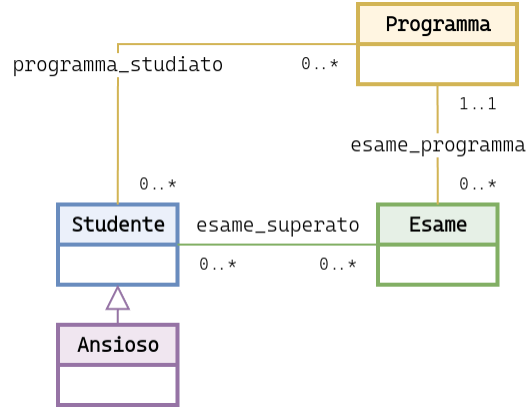 Programma
programma_studiato
0..*
1..1
esame_programma
0..*
0..*
Studente
esame_superato
Esame
0..*
0..*
Ansioso